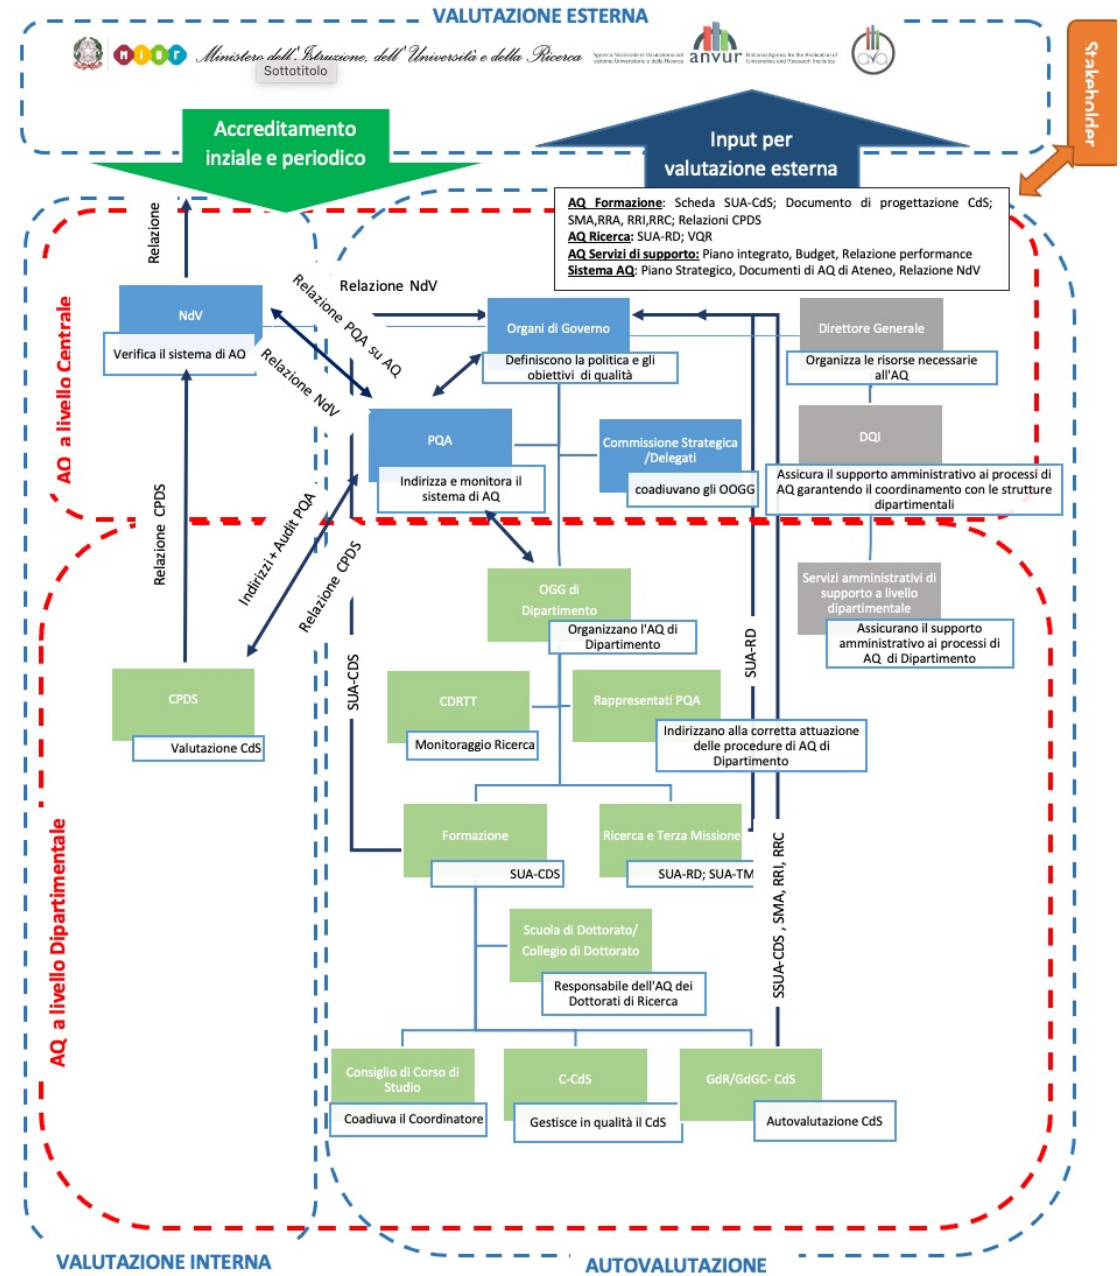 VALUTAZIONE ESTERNA
MIUR
Ministero dell'Istruzione, dell'Università e della Ricerca
Sottotitolo
anvur
National Agency for the Evaluation of
Universities and Research Institutes
ava
Stakeholder
Accreditamento
inziale e periodico
Input per
valutazione esterna
AQ Formazione: Scheda SUA-CdS; Documento di progettazione CdS;
SMA,RRA, RRI,RRC; Relazioni CPDS
AQ Ricerca: SUA-RD; VQR
AQ Servizi di supporto: Piano integrato, Budget, Relazione performance
Sistema AQ: Piano Strategico, Documenti di AQ di Ateneo, Relazione NdV
AQ a livello Centrale
Relazione
Relazione PQA su AQ
Relazione NdV
Relazione NdV
NdV
Verifica il sistema di AQ
Organi di Governo
Definiscono la politica e gli
obiettivi di qualità
Direttore Generale
Organizza le risorse necessarie
all'AQ
PQA
Indirizza e monitora il
sistema di AQ
Commissione Strategica
/Delegati
coadiuvano gli OOGG
DQI
Assicura il supporto amministrativo ai processi di
AQ garantendo il coordinamento con le strutture
dipartimentali
Relazione CPDS
Indirizzi + Audit PQA
Relazione CPDS
OGG di
Dipartimento
Organizzano l'AQ di
Dipartimento
Servizi amministrativi di
supporto a livello
dipartimentale
Assicurano il supporto
amministrativo ai processi di
AQ di Dipartimento
SUA-CDS
SUA-RD
CPDS
Valutazione CdS
CDRTT
Monitoraggio Ricerca
Rappresentati PQA
Indirizzano alla corretta attuazione
delle procedure di AQ di
Dipartimento
AQ a livello Dipartimentale
Formazione
SUA-CDS
Ricerca e Terza Missione
SUA-RD; SUA-TM
SSUA-CDS , SMA, RRI, RRC
Scuola di Dottorato/
Collegio di Dottorato
Responsabile dell'AQ dei
Dottorati di Ricerca
Consiglio di Corso di
Studio
Coadiuva il Coordinatore
C-CdS
Gestisce in qualità il CdS
GdR/GdGC- CdS
Autovalutazione CdS
VALUTAZIONE INTERNA
AUTOVALUTAZIONE